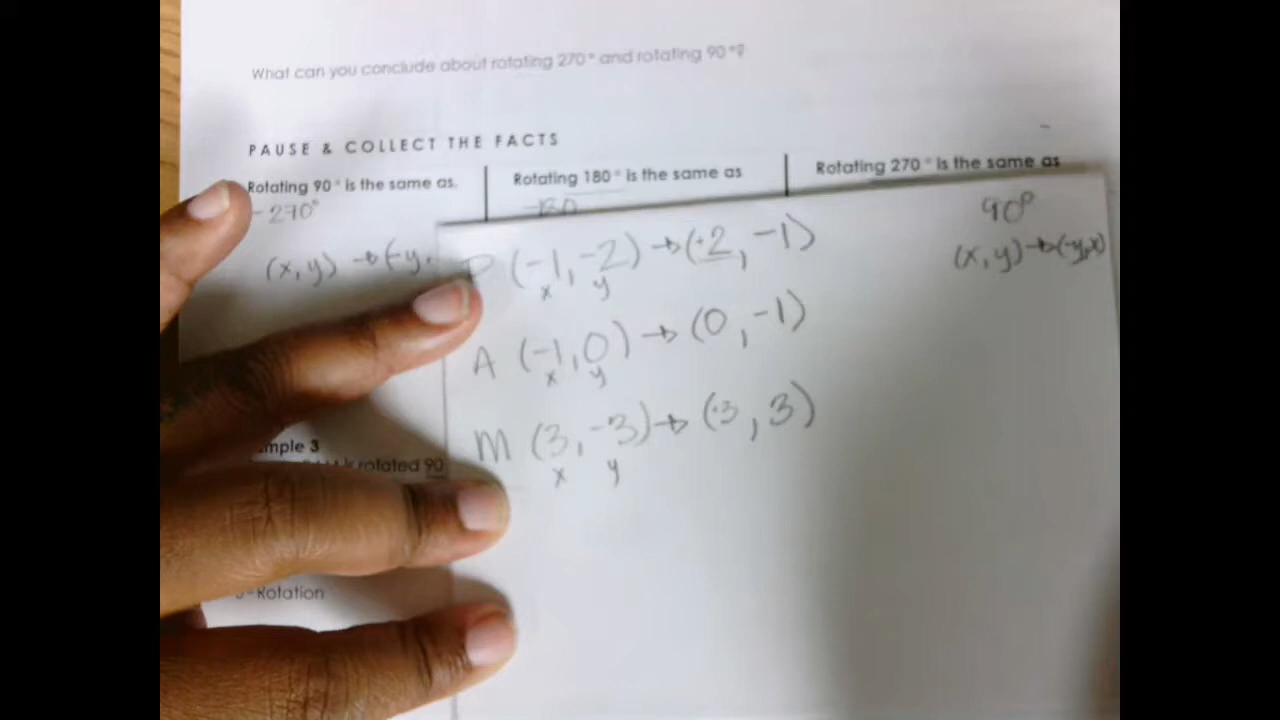 What can you conclude about rotating 270° and rotating 90°?
PAUSE & COLLECT THE FACTS
Rotating 90° is the same as.
Rotating 180° is the same as
Rotating 270° is the same as
-270°
-180
90°
(x,y) → (-y,
(x,y) → (-y,x)
P (-1,-2) → (+2, -1)
x y
A (-1,0) → (0, -1)
x y
M (3,-3) → (+3, 3)
x y
mple 3
is rotated 90
-Rotation